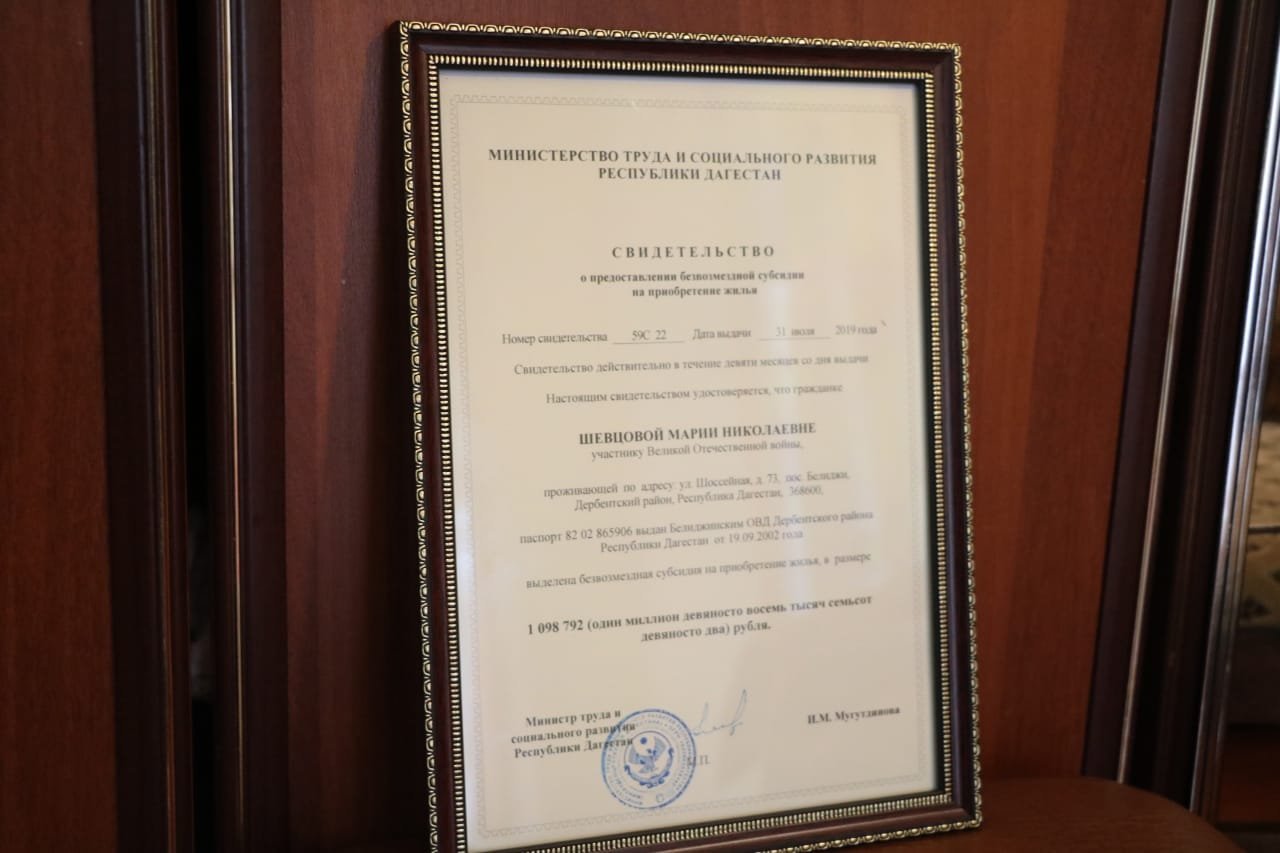 МИНИСТЕРСТВО ТРУДА И СОЦИАЛЬНОГО РАЗВИТИЯ
РЕСПУБЛИКИ ДАГЕСТАН
СВИДЕТЕЛЬСТВО
о предоставлении безвозмездной субсидии
на приобретение жилья
Номер свидетельства 59С 22 Дата выдачи 31 июля 2019 года
Свидетельство действительно в течение девяти месяцев со дня выдачи
Настоящим свидетельством удостоверяется, что гражданке
ШЕВЦОВОЙ МАРИИ НИКОЛАЕВНЕ
участнику Великой Отечественной войны,
проживающей по адресу: ул. Шоссейная, д. 73, пос. Белиджи,
Дербентский район, Республика Дагестан, 368600,
паспорт 82 02 865906 выдан Белиджинским ОВД Дербентского района
Республики Дагестан от 19.09.2002 года
выделена безвозмездная субсидия на приобретение жилья, в размере
1 098 792 (один миллион девяносто восемь тысяч семьсот
девяносто два) рубля.
Министр труда и
социального развития
Республики Дагестан
М.П.
И.М. Мугутдинова